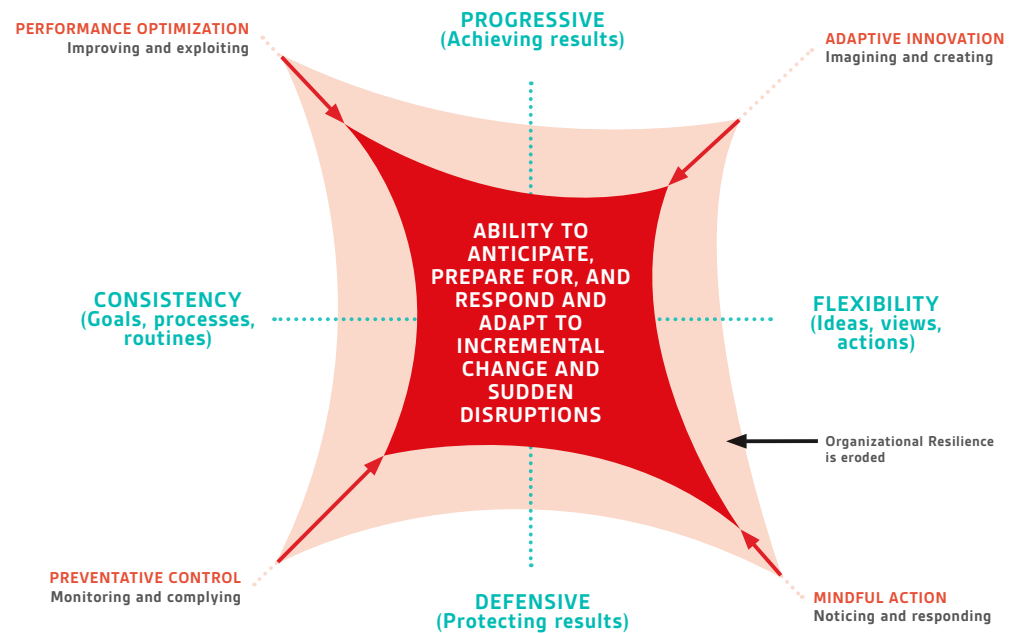 PROGRESSIVE
(Achieving results)
PERFORMANCE OPTIMIZATION
Improving and exploiting
ADAPTIVE INNOVATION
Imagining and creating
ABILITY TO
ANTICIPATE,
PREPARE FOR, AND
RESPOND AND
ADAPT TO
INCREMENTAL
CHANGE AND
SUDDEN
DISRUPTIONS
CONSISTENCY
(Goals, processes,
routines)
FLEXIBILITY
(Ideas, views,
actions)
Organizational Resilience
is eroded
PREVENTATIVE CONTROL
Monitoring and complying
DEFENSIVE
(Protecting results)
MINDFUL ACTION
Noticing and responding